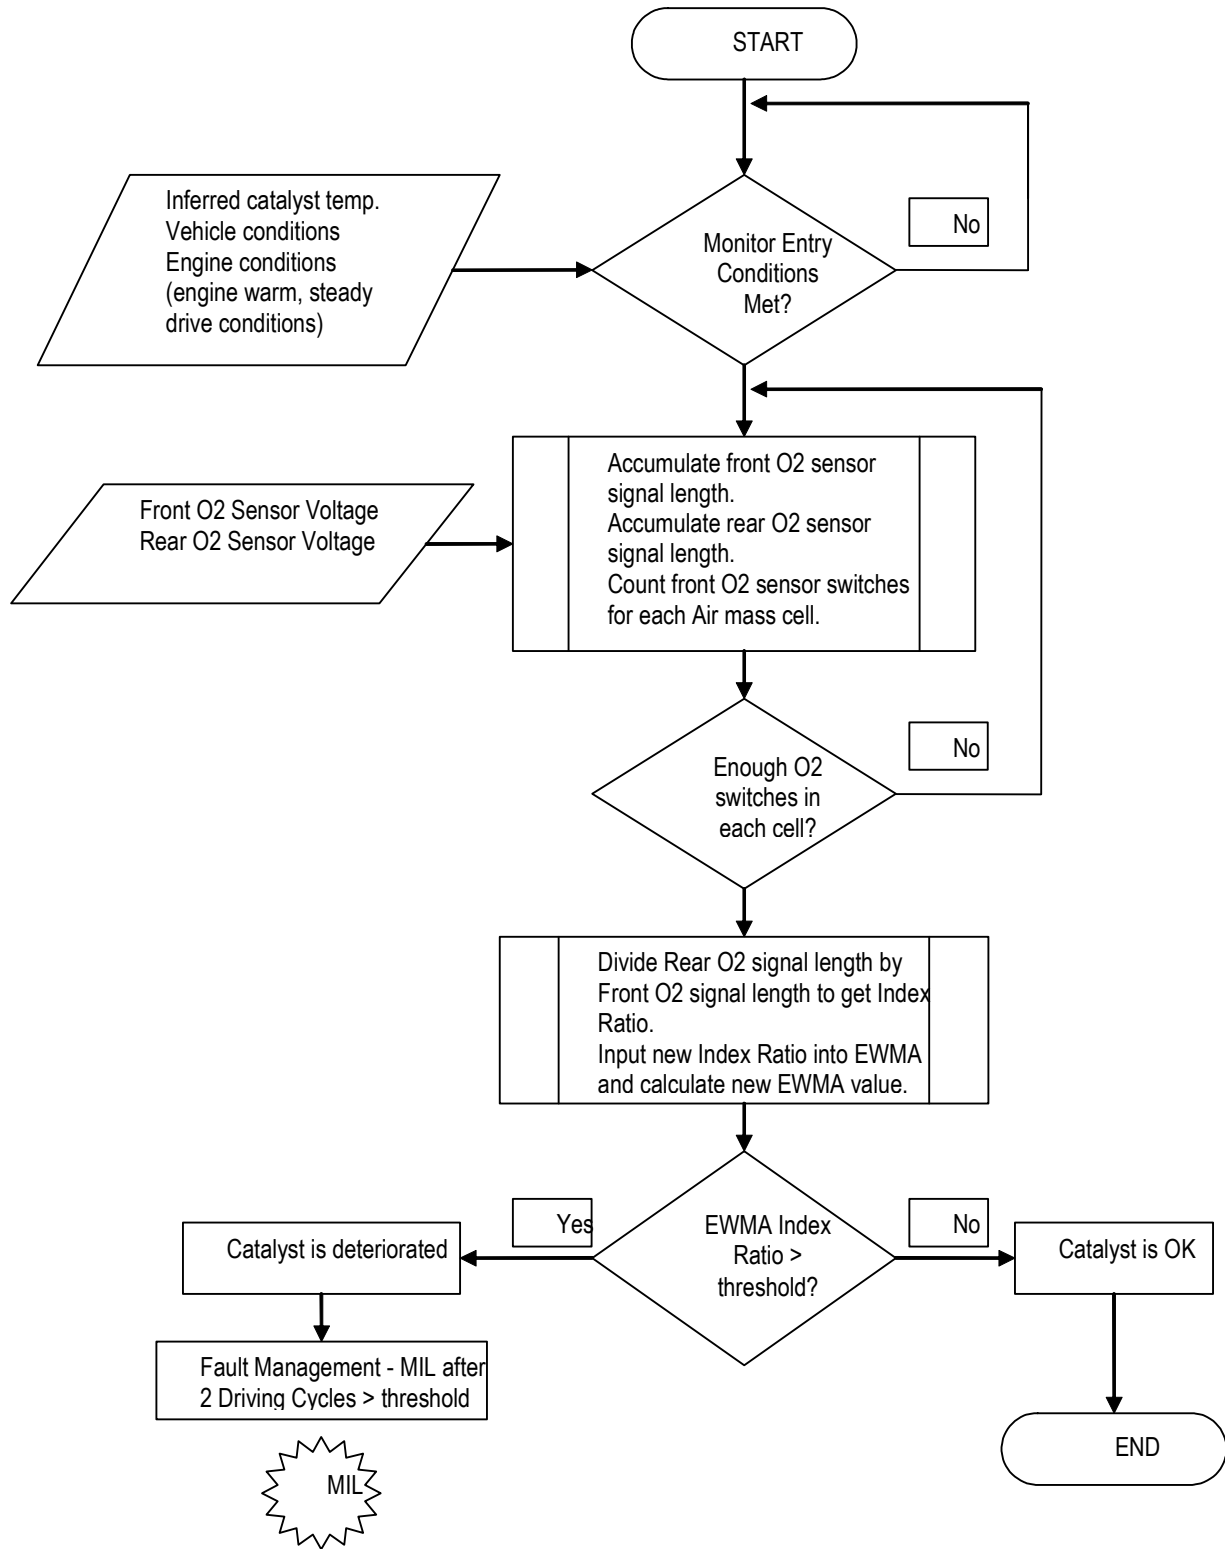 START
Inferred catalyst temp.
Vehicle conditions
Engine conditions
(engine warm, steady
drive conditions)
Monitor Entry
Conditions
Met?
No
Front O2 Sensor Voltage
Rear O2 Sensor Voltage
Accumulate front O2 sensor
signal length.
Accumulate rear O2 sensor
signal length.
Count front O2 sensor switches
for each Air mass cell.
Enough O2
switches in
each cell?
No
Divide Rear O2 signal length by
Front O2 signal length to get Index
Ratio.
Input new Index Ratio into EWMA
and calculate new EWMA value.
EWMA Index
Ratio >
threshold?
Yes
No
Catalyst is deteriorated
Catalyst is OK
Fault Management - MIL after
2 Driving Cycles > threshold
MIL
END